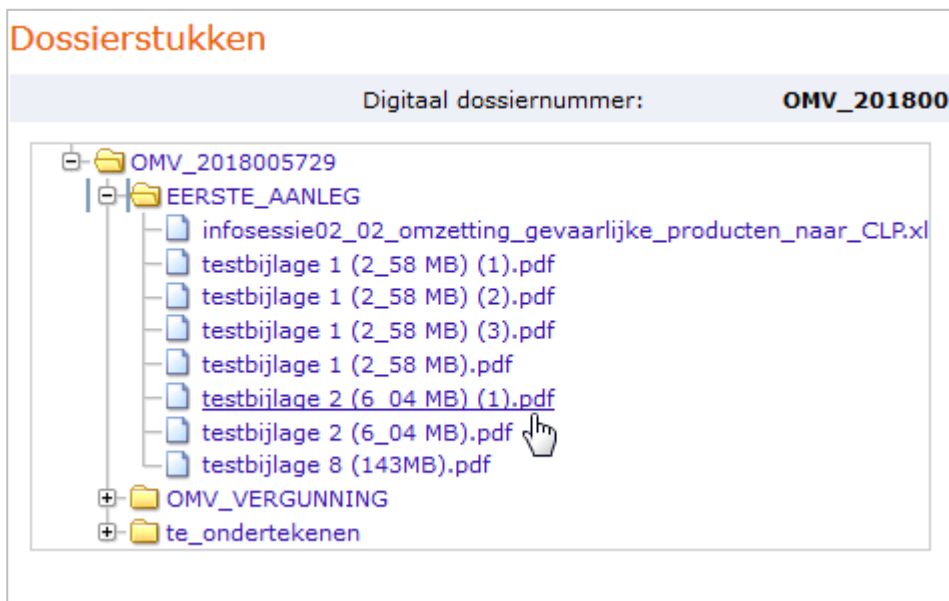 Dossierstukken
Digitaal dossiernummer: OMV_201800
OMV_2018005729
EERSTE_AANLEG
infosessie02_02_omzetting_gevaarlijke_producten_naar_CLP.xl
testbijlage 1 (2_58 MB) (1).pdf
testbijlage 1 (2_58 MB) (2).pdf
testbijlage 1 (2_58 MB) (3).pdf
testbijlage 1 (2_58 MB).pdf
testbijlage 2 (6_04 MB) (1).pdf
testbijlage 2 (6_04 MB).pdf
testbijlage 8 (143MB).pdf
OMV_VERGUNNING
te_ondertekenen